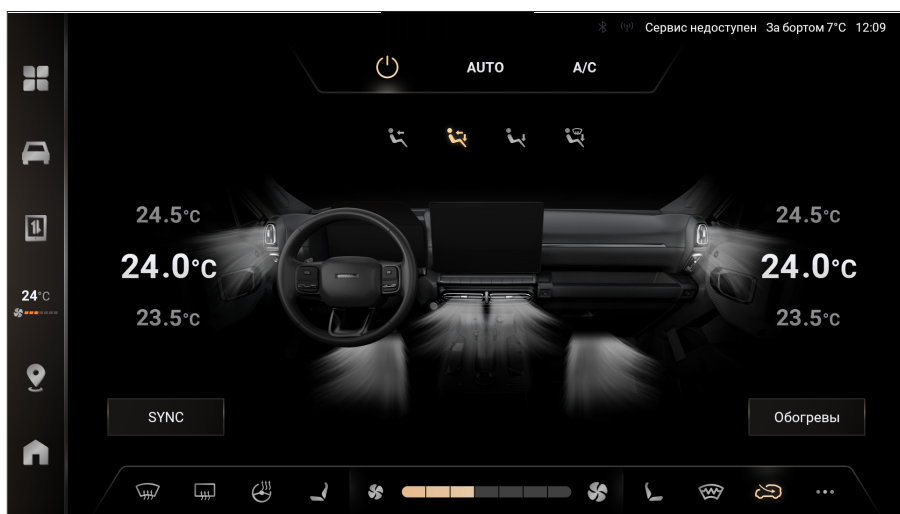 Сервис недоступен За бортом 7°C 12:09
AUTO A/C
24.5°C 24.5°C
24.0°C 24.0°C
24°C
23.5°C 23.5°C
SYNC Обогревы